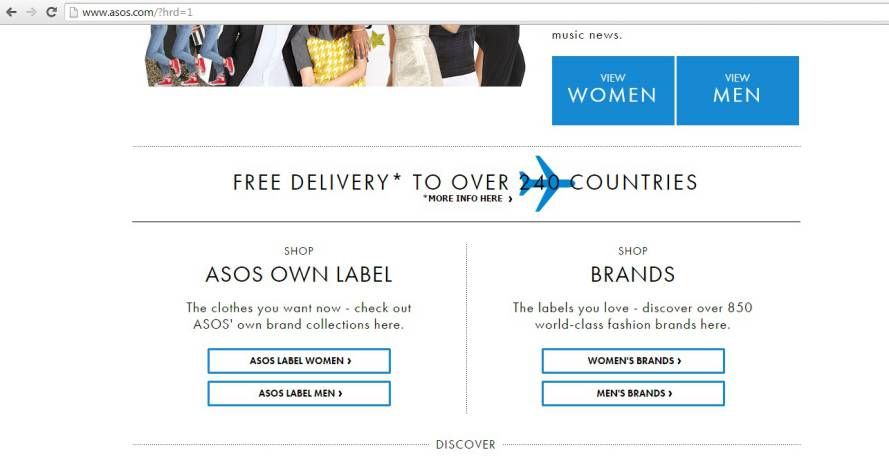 www.asos.com/?hrd=1
music news.
VIEW
WOMEN
VIEW
MEN
FREE DELIVERY* TO OVER 240 COUNTRIES
*MORE INFO HERE ›
SHOP
ASOS OWN LABEL
The clothes you want now - check out
ASOS' own brand collections here.
ASOS LABEL WOMEN ›
ASOS LABEL MEN ›
SHOP
BRANDS
The labels you love - discover over 850
world-class fashion brands here.
WOMEN'S BRANDS ›
MEN'S BRANDS ›
DISCOVER